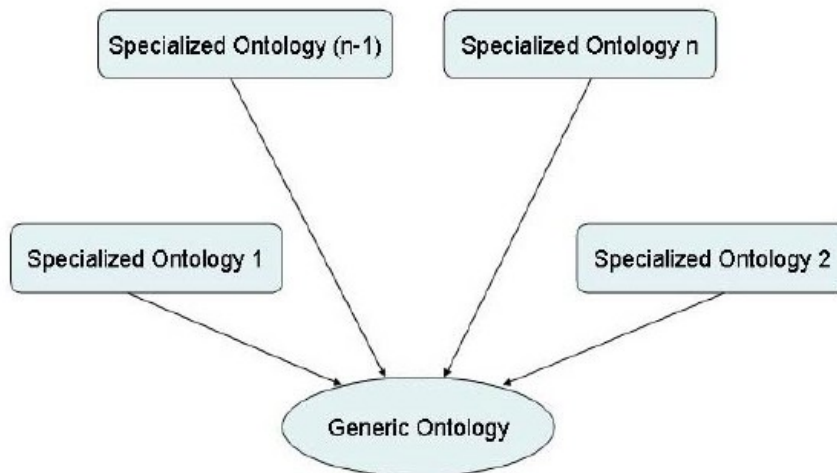 Specialized Ontology (n-1)
Specialized Ontology n
Specialized Ontology 1
Specialized Ontology 2
Generic Ontology